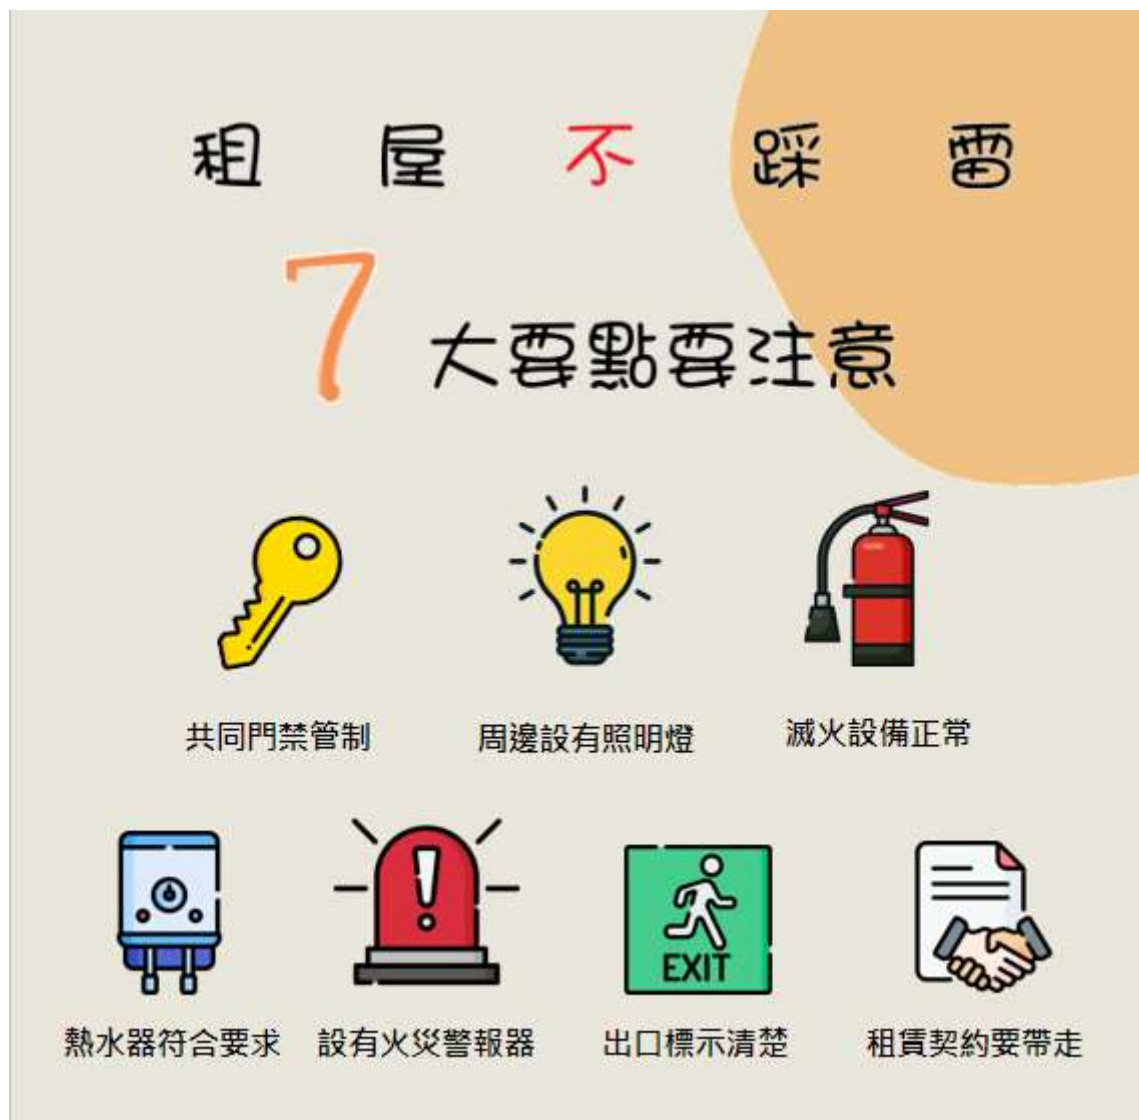 租屋不踩雷
7大要點要注意
共同門禁管制
周邊設有照明燈
滅火設備正常
EXIT
熱水器符合要求
設有火災警報器
出口標示清楚
租賃契約要帶走